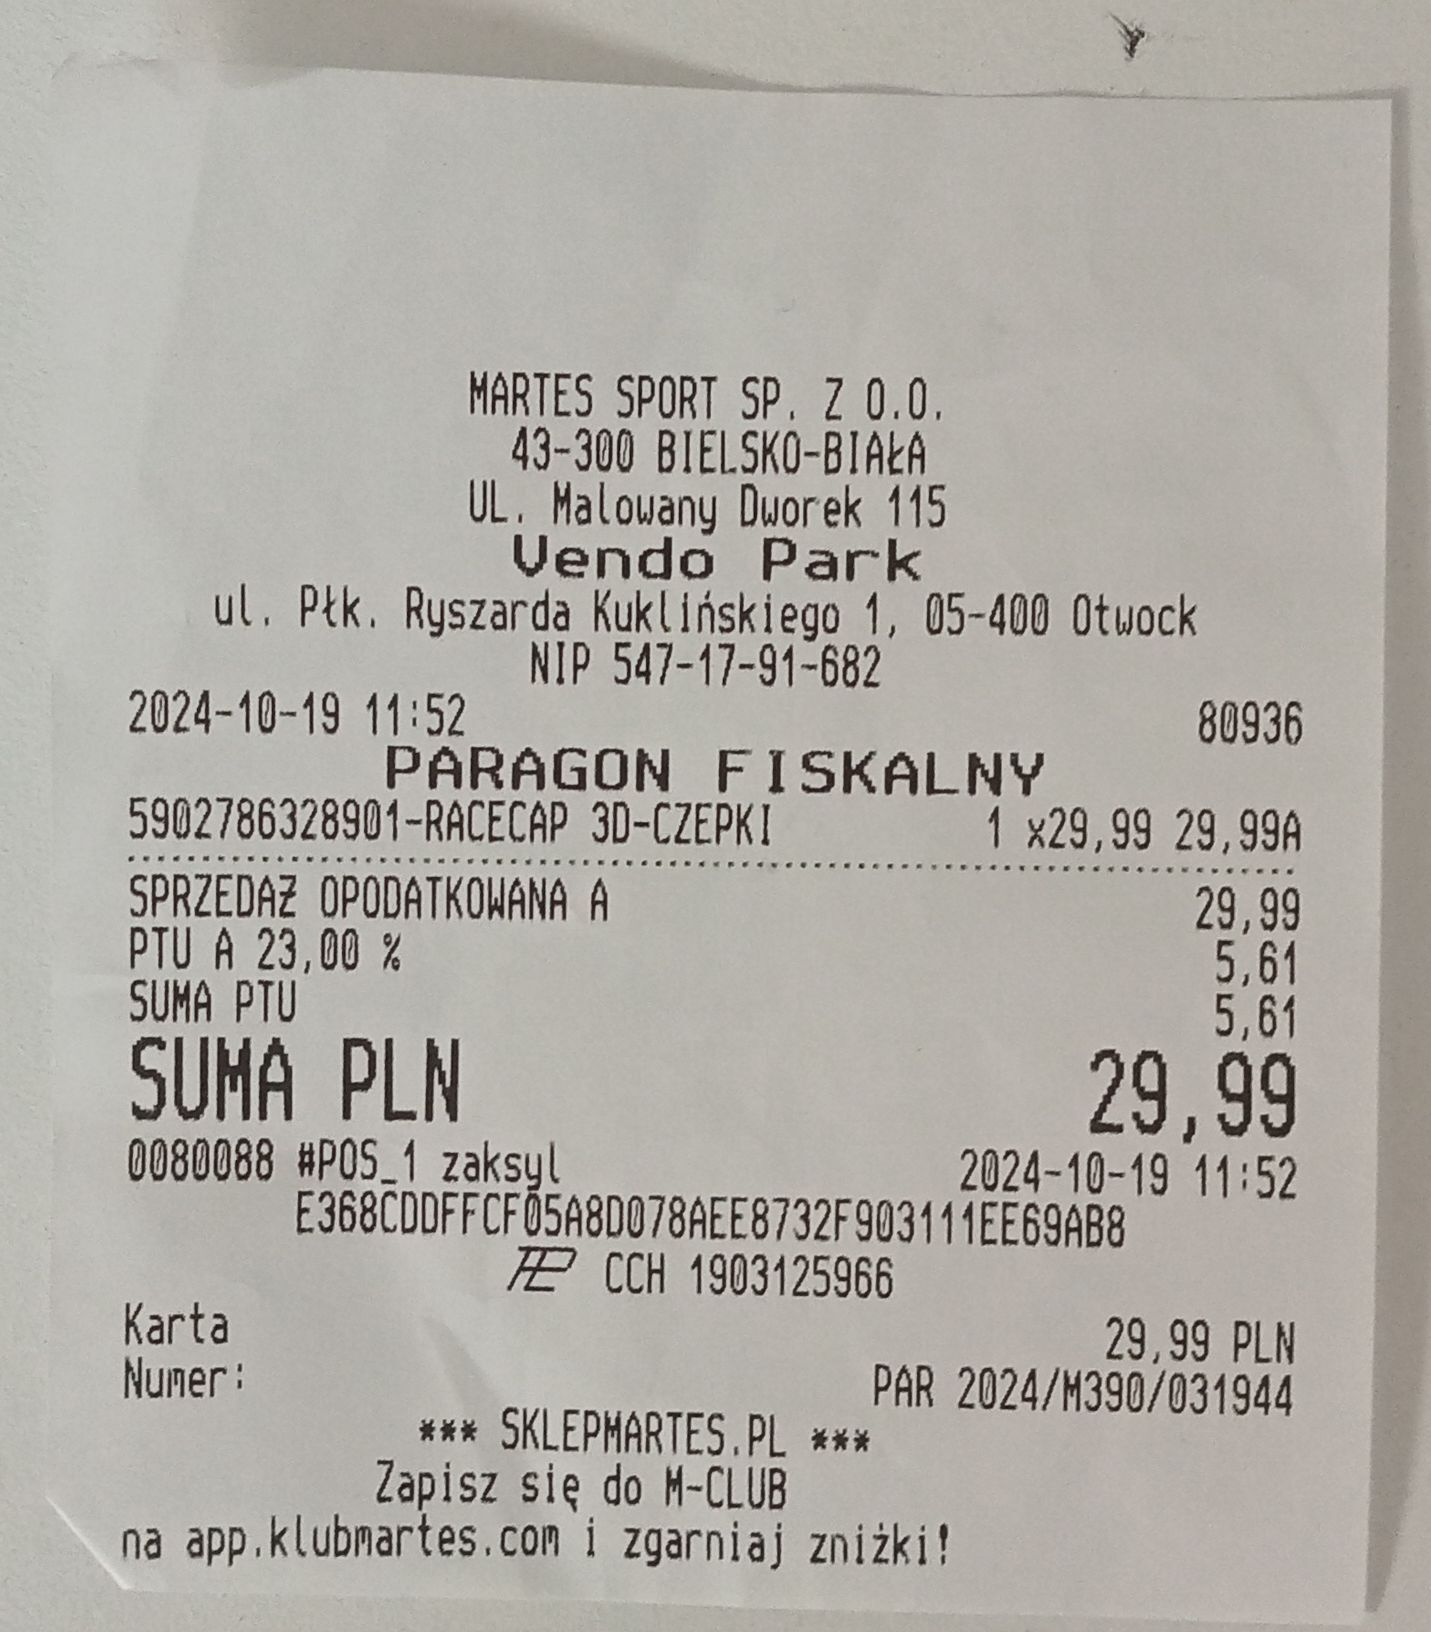 MARTES SPORT SP. Z O.O.
43-300 BIELSKO-BIAŁA
UL. Malowany Dworek 115
Vendo Park
ul. Płk. Ryszarda Kuklińskiego 1, 05-400 Otwock
NIP 547-17-91-682
2024-10-19 11:52 80936
PARAGON FISKALNY
5902786328901-RACECAP 3D-CZEPKI 1 x29,99 29,99A
SPRZEDAŻ OPODATKOWANA A 29,99
PTU A 23,00 % 5,61
SUMA PTU 5,61
SUMA PLN 29,99
0080088 #POS_1 zaksyl 2024-10-19 11:52
E368CDDFFCF05A8D078AEE8732F903111EE69AB8
CCH 1903125966
Karta 29,99 PLN
Numer: PAR 2024/M390/031944
*** SKLEPMARTES.PL ***
Zapisz się do M-CLUB
na app.klubmartes.com i zgarniaj zniżki!